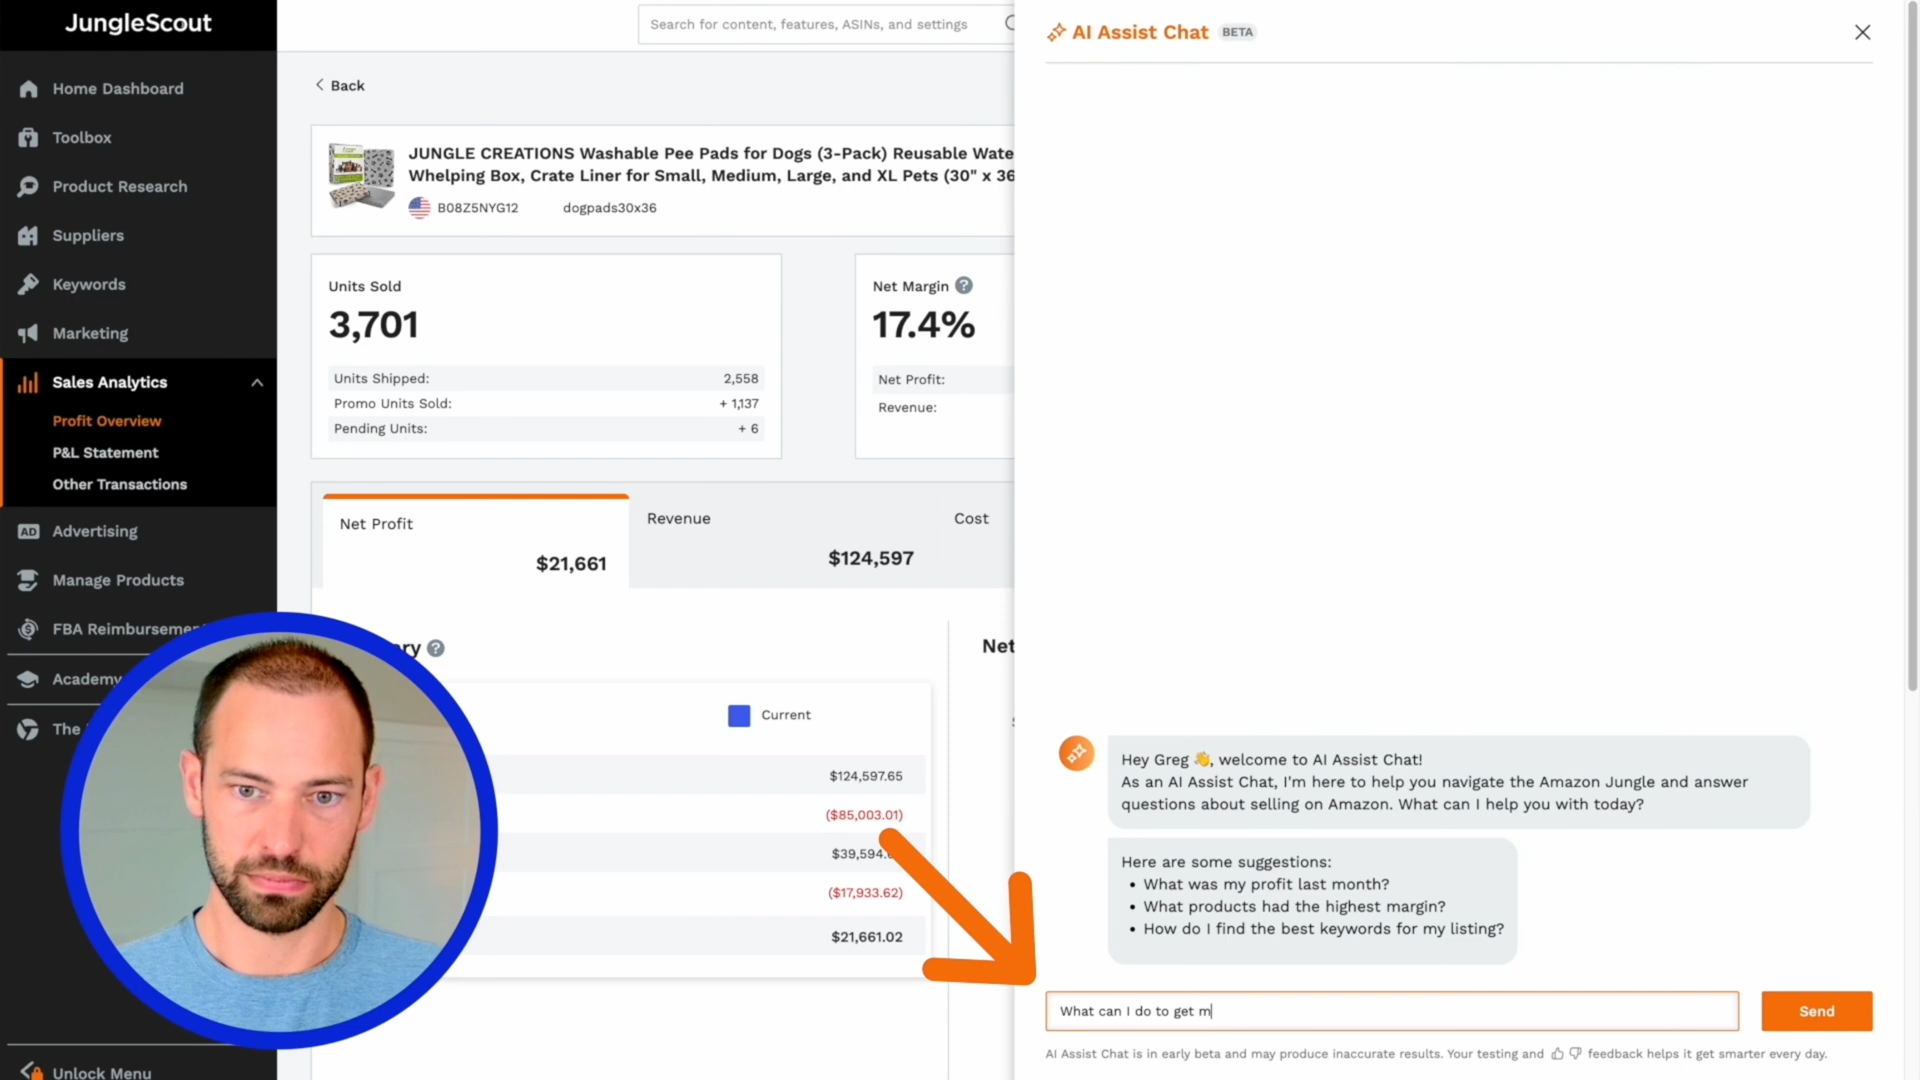 JungleScout
Home Dashboard
Toolbox
Product Research
Suppliers
Keywords
Marketing
Sales Analytics
Profit Overview
P&L Statement
Other Transactions
AD Advertising
Manage Products
FBA Reimbursemen
Academy
The
Unlock Menu
Search for content, features, ASINs, and settings
Back
JUNGLE CREATIONS Washable Pee Pads for Dogs (3-Pack) Reusable Wate
Whelping Box, Crate Liner for Small, Medium, Large, and XL Pets (30" x 36
B08Z5NYG12 dogpads30x36
Units Sold
3,701
Units Shipped: 2,558
Promo Units Sold: + 1,137
Pending Units: + 6
Net Margin ?
17.4%
Net Profit:
Revenue:
Net Profit
$21,661
Revenue
$124,597
Cost
ry ?
Current
$124,597.65
($85,003.01)
$39,594.
($17,933.62)
$21,661.02
Net
AI Assist Chat BETA
Hey Greg 👋, welcome to AI Assist Chat!
As an AI Assist Chat, I'm here to help you navigate the Amazon Jungle and answer
questions about selling on Amazon. What can I help you with today?
Here are some suggestions:
• What was my profit last month?
• What products had the highest margin?
• How do I find the best keywords for my listing?
What can I do to get m
Send
AI Assist Chat is in early beta and may produce inaccurate results. Your testing and 👍 👎 feedback helps it get smarter every day.